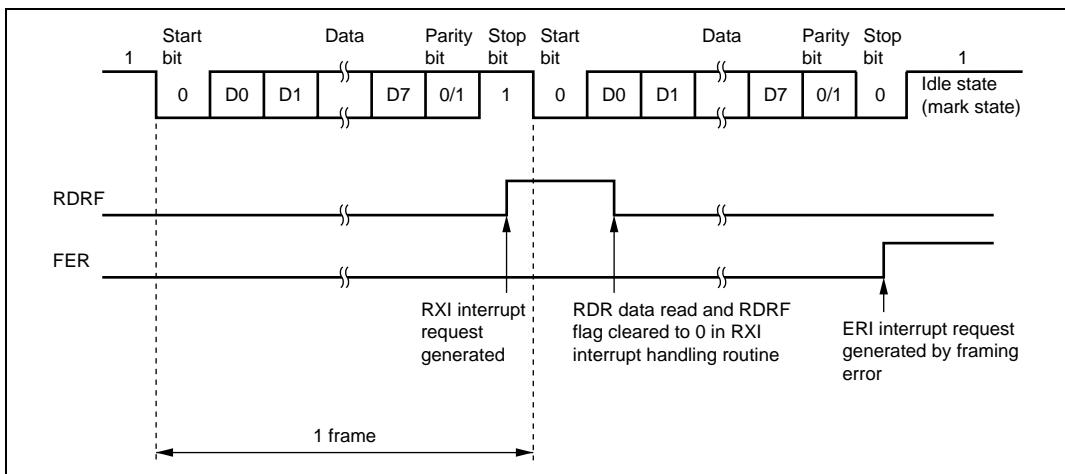 Start bit
Data
Parity bit
Stop bit
Start bit
Data
Parity bit
Stop bit
1
1
0
D0
D1
D7
0/1
1
0
D0
D1
D7
0/1
0
Idle state
(mark state)
RDRF
FER
RXI interrupt
request
generated
RDR data read and RDRF
flag cleared to 0 in RXI
interrupt handling routine
ERI interrupt request
generated by framing
error
1 frame